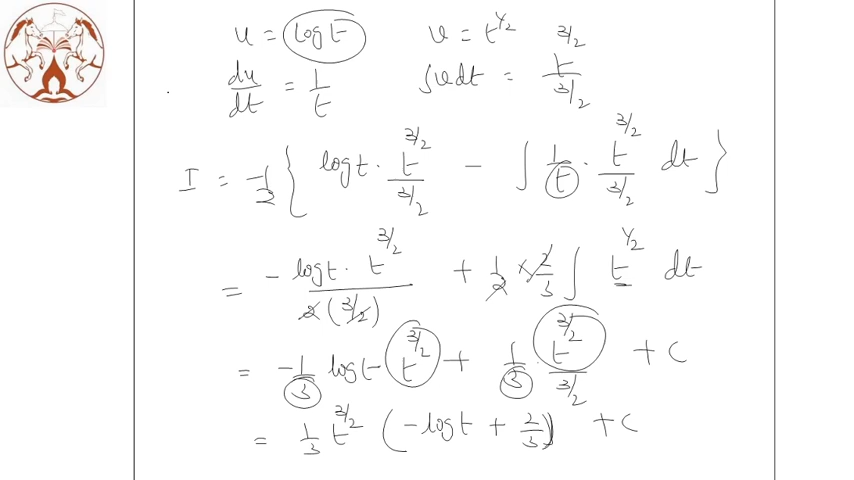 u = log t    v = t^{1/2}
du/dt = 1/t    ∫v dt = t^{3/2}/(3/2)
I = -1/2 { log t · t^{3/2}/(3/2) - ∫ 1/t · t^{3/2}/(3/2) dt }
= -log t · t^{3/2}/(2(3/2)) + 1/2 × 2/3 ∫ t^{1/2} dt
= -1/3 log t · t^{3/2} + 1/3 t^{3/2}/(3/2) + C
= 1/3 t^{3/2} (-log t + 2/3) + C